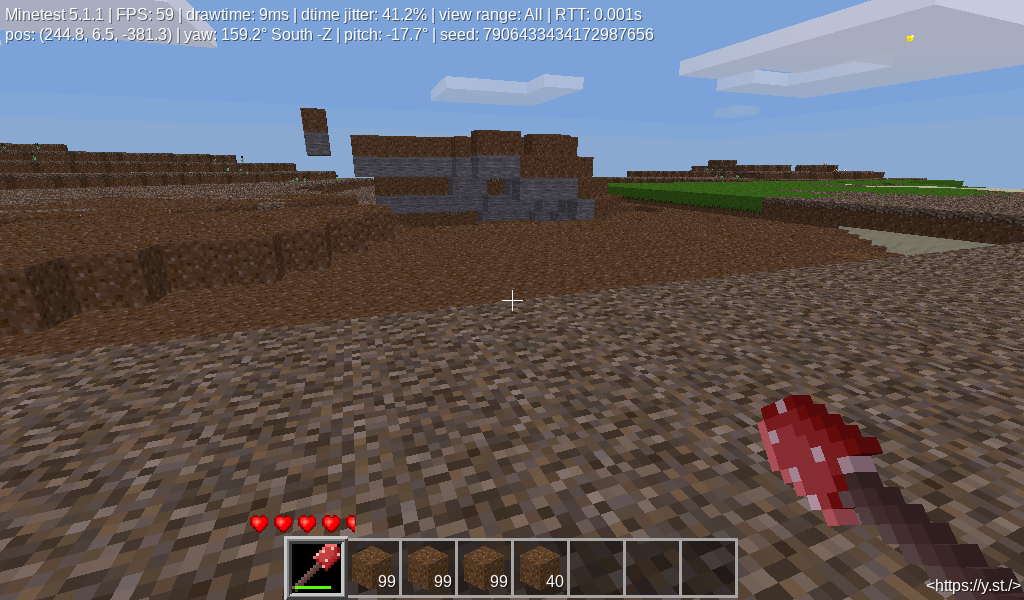 Minetest 5.1.1 | FPS: 59 | drawtime: 9ms | dtime jitter: 41.2% | view range: All | RTT: 0.001s
pos: (244.8, 6.5, -381.3) | yaw: 159.2° South -Z | pitch: -17.7° | seed: 7906433434172987656
99 99 99 40
<https://y.st./>